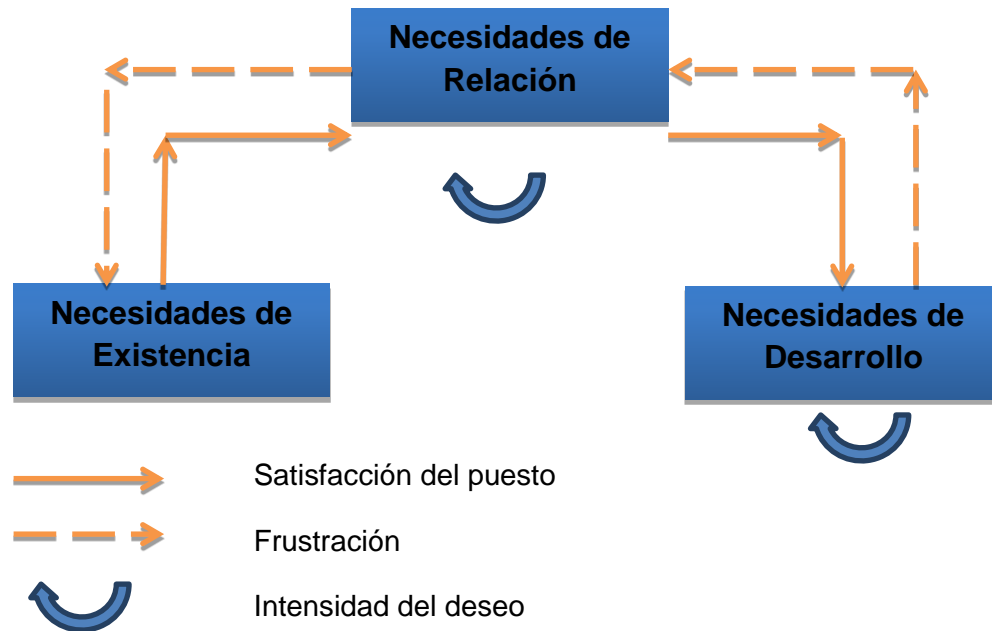 Necesidades de
Relación
Necesidades de
Existencia
Necesidades de
Desarrollo
Satisfacción del puesto
Frustración
Intensidad del deseo